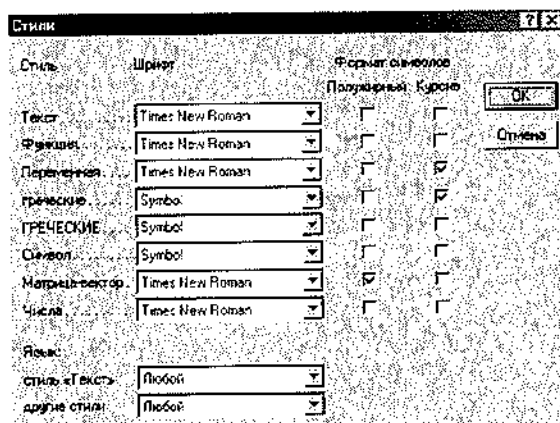 Стили
Стиль Шрифт Формат символов
Полужирный Курсив
Текст Times New Roman OK
Функция Times New Roman Отмена
Переменная Times New Roman
греческие Symbol
ГРЕЧЕСКИЕ Symbol
Символ Symbol
Матрица-вектор Times New Roman
Числа Times New Roman
Язык:
стиль «Текст» Любой
другие стили Любой